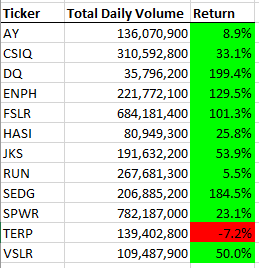 Ticker Total Daily Volume Return
AY 136,070,900 8.9%
CSIQ 310,592,800 33.1%
DQ 35,796,200 199.4%
ENPH 221,772,100 129.5%
FSLR 684,181,400 101.3%
HASI 80,949,300 25.8%
JKS 191,632,200 53.9%
RUN 267,681,300 5.5%
SEDG 206,885,200 184.5%
SPWR 782,187,000 23.1%
TERP 139,402,800 -7.2%
VSLR 109,487,900 50.0%